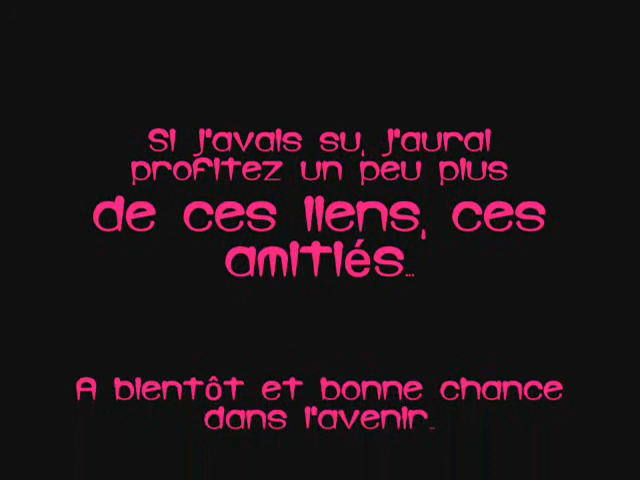 Si j'avais su, j'aurai
profitez un peu plus
de ces liens, ces
amitiés...
A bientôt et bonne chance
dans l'avenir...